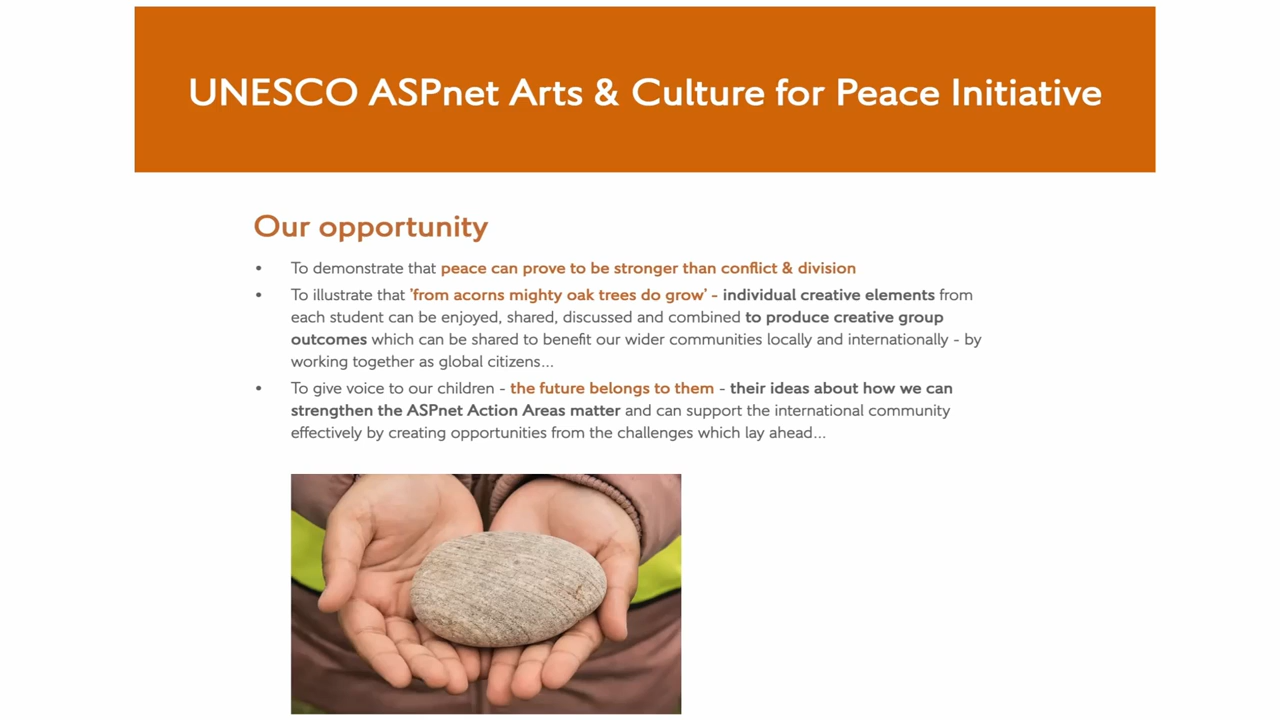 UNESCO ASPnet Arts & Culture for Peace Initiative
Our opportunity
• To demonstrate that peace can prove to be stronger than conflict & division
• To illustrate that ’from acorns mighty oak trees do grow’ - individual creative elements from
each student can be enjoyed, shared, discussed and combined to produce creative group
outcomes which can be shared to benefit our wider communities locally and internationally - by
working together as global citizens...
• To give voice to our children - the future belongs to them - their ideas about how we can
strengthen the ASPnet Action Areas matter and can support the international community
effectively by creating opportunities from the challenges which lay ahead...